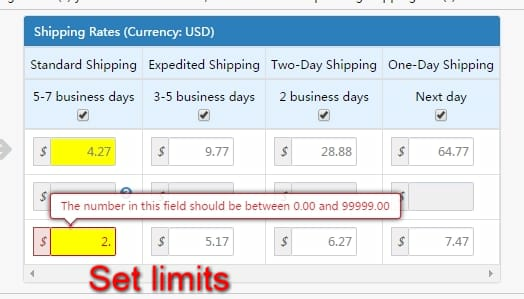 Shipping Rates (Currency: USD)
Standard Shipping Expedited Shipping Two-Day Shipping One-Day Shipping
5-7 business days 3-5 business days 2 business days Next day
$ 4.27 $ 9.77 $ 28.88 $ 64.77
$
The number in this field should be between 0.00 and 99999.00
$ 2. $ 5.17 $ 6.27 $ 7.47
Set limits